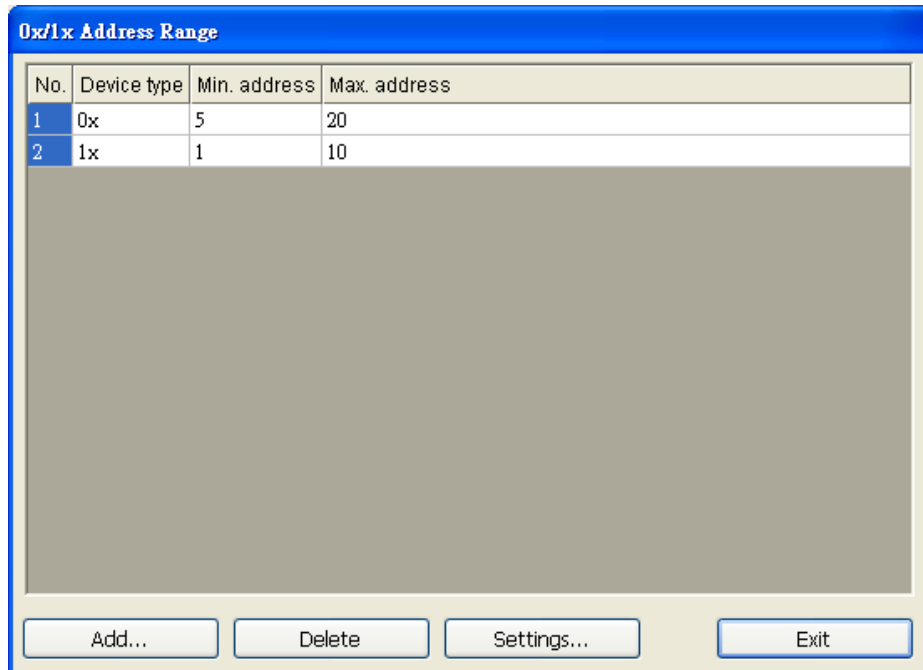 0x/1x Address Range
No. Device type Min. address Max. address
1 0x 5 20
2 1x 1 10
Add... Delete Settings... Exit